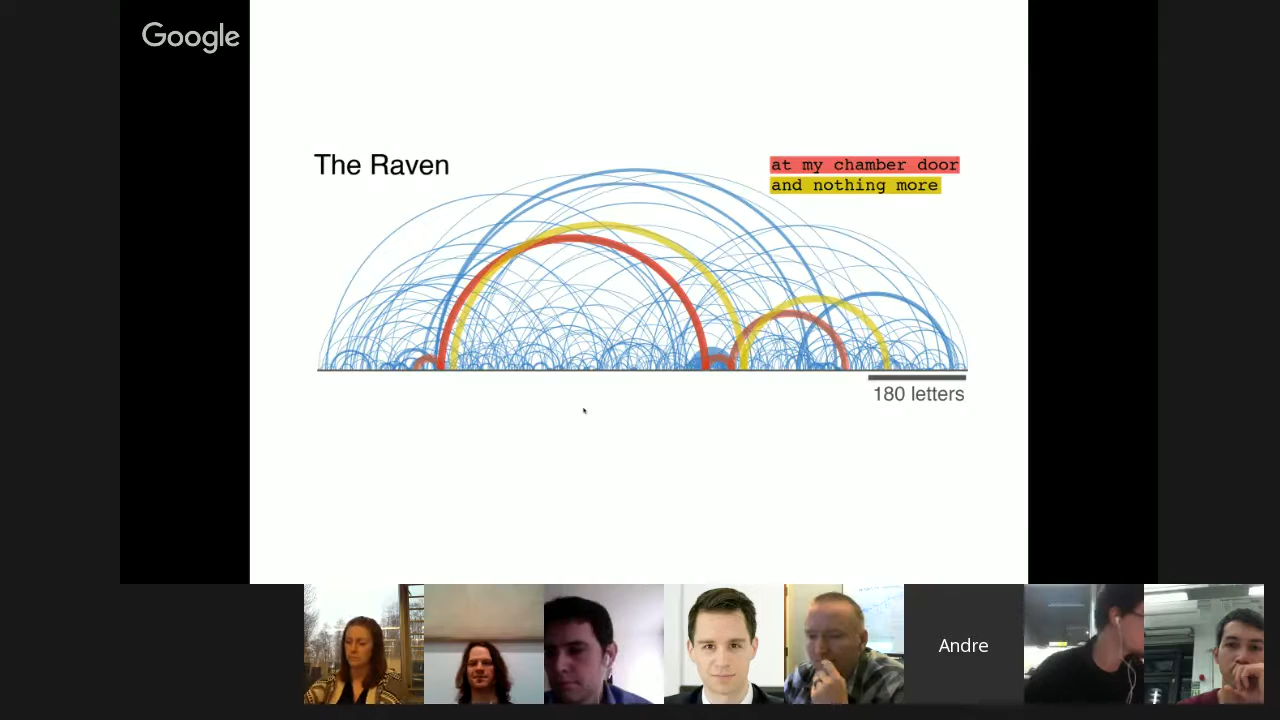 Google
The Raven
at my chamber door
and nothing more
180 letters
Andre